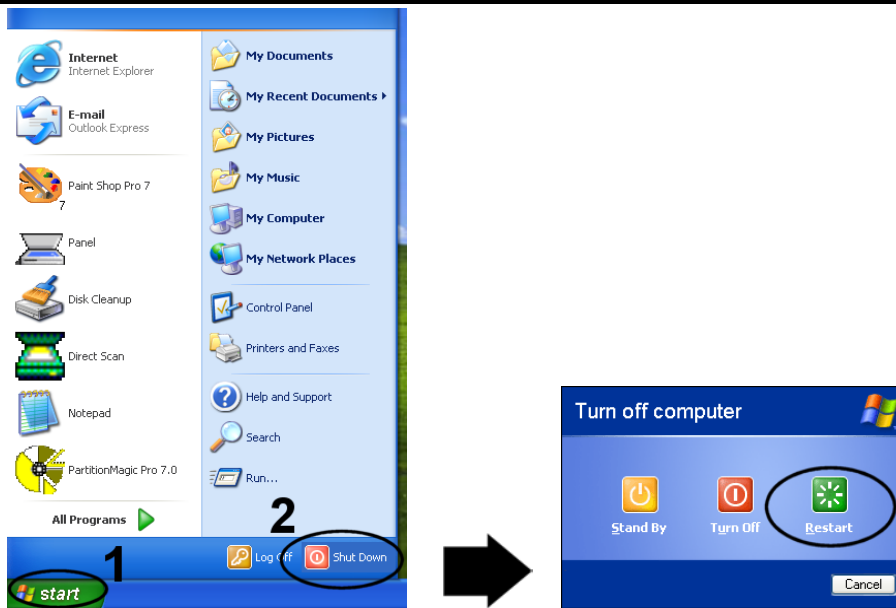 Internet
Internet Explorer
E-mail
Outlook Express
Paint Shop Pro 7
7
Panel
Disk Cleanup
Direct Scan
Notepad
PartitionMagic Pro 7.0
All Programs
1
start
My Documents
My Recent Documents
My Pictures
My Music
My Computer
My Network Places
Control Panel
Printers and Faxes
Help and Support
Search
Run...
2
Log Off
Shut Down
Turn off computer
Stand By
Turn Off
Restart
Cancel